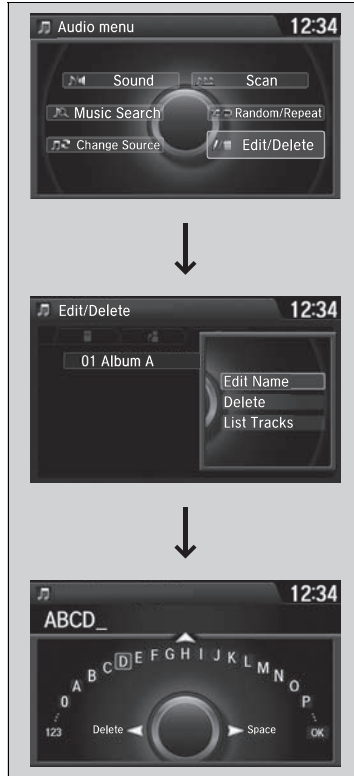 Audio menu 12:34
Sound Scan
Music Search Random/Repeat
Change Source Edit/Delete
Edit/Delete 12:34
01 Album A
Edit Name
Delete
List Tracks
12:34
ABCD_
123 0 A B C D E F G H I J K L M N O P OK
Delete Space